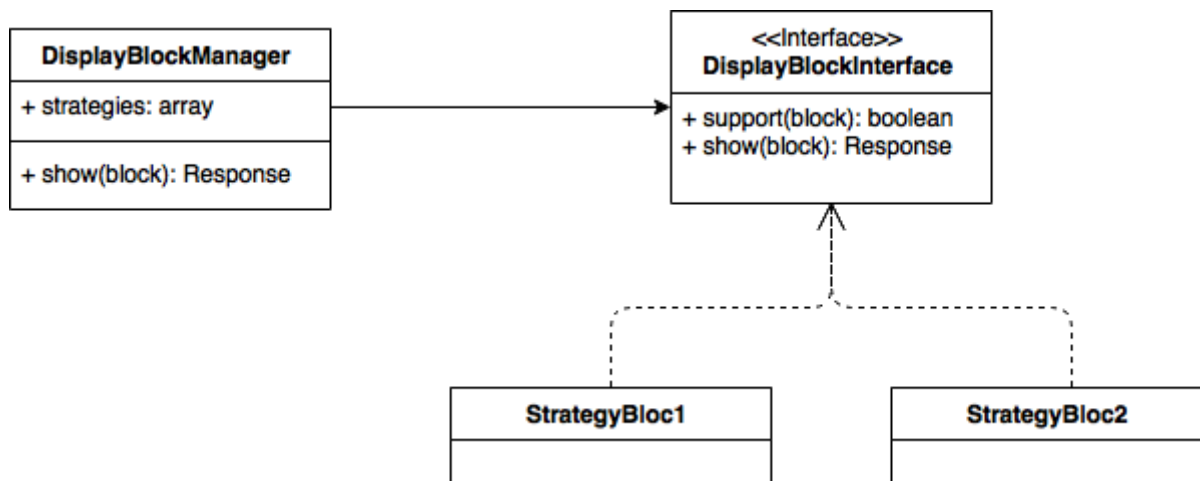 DisplayBlockManager
+ strategies: array
+ show(block): Response
<<Interface>>
DisplayBlockInterface
+ support(block): boolean
+ show(block): Response
StrategyBloc1
StrategyBloc2